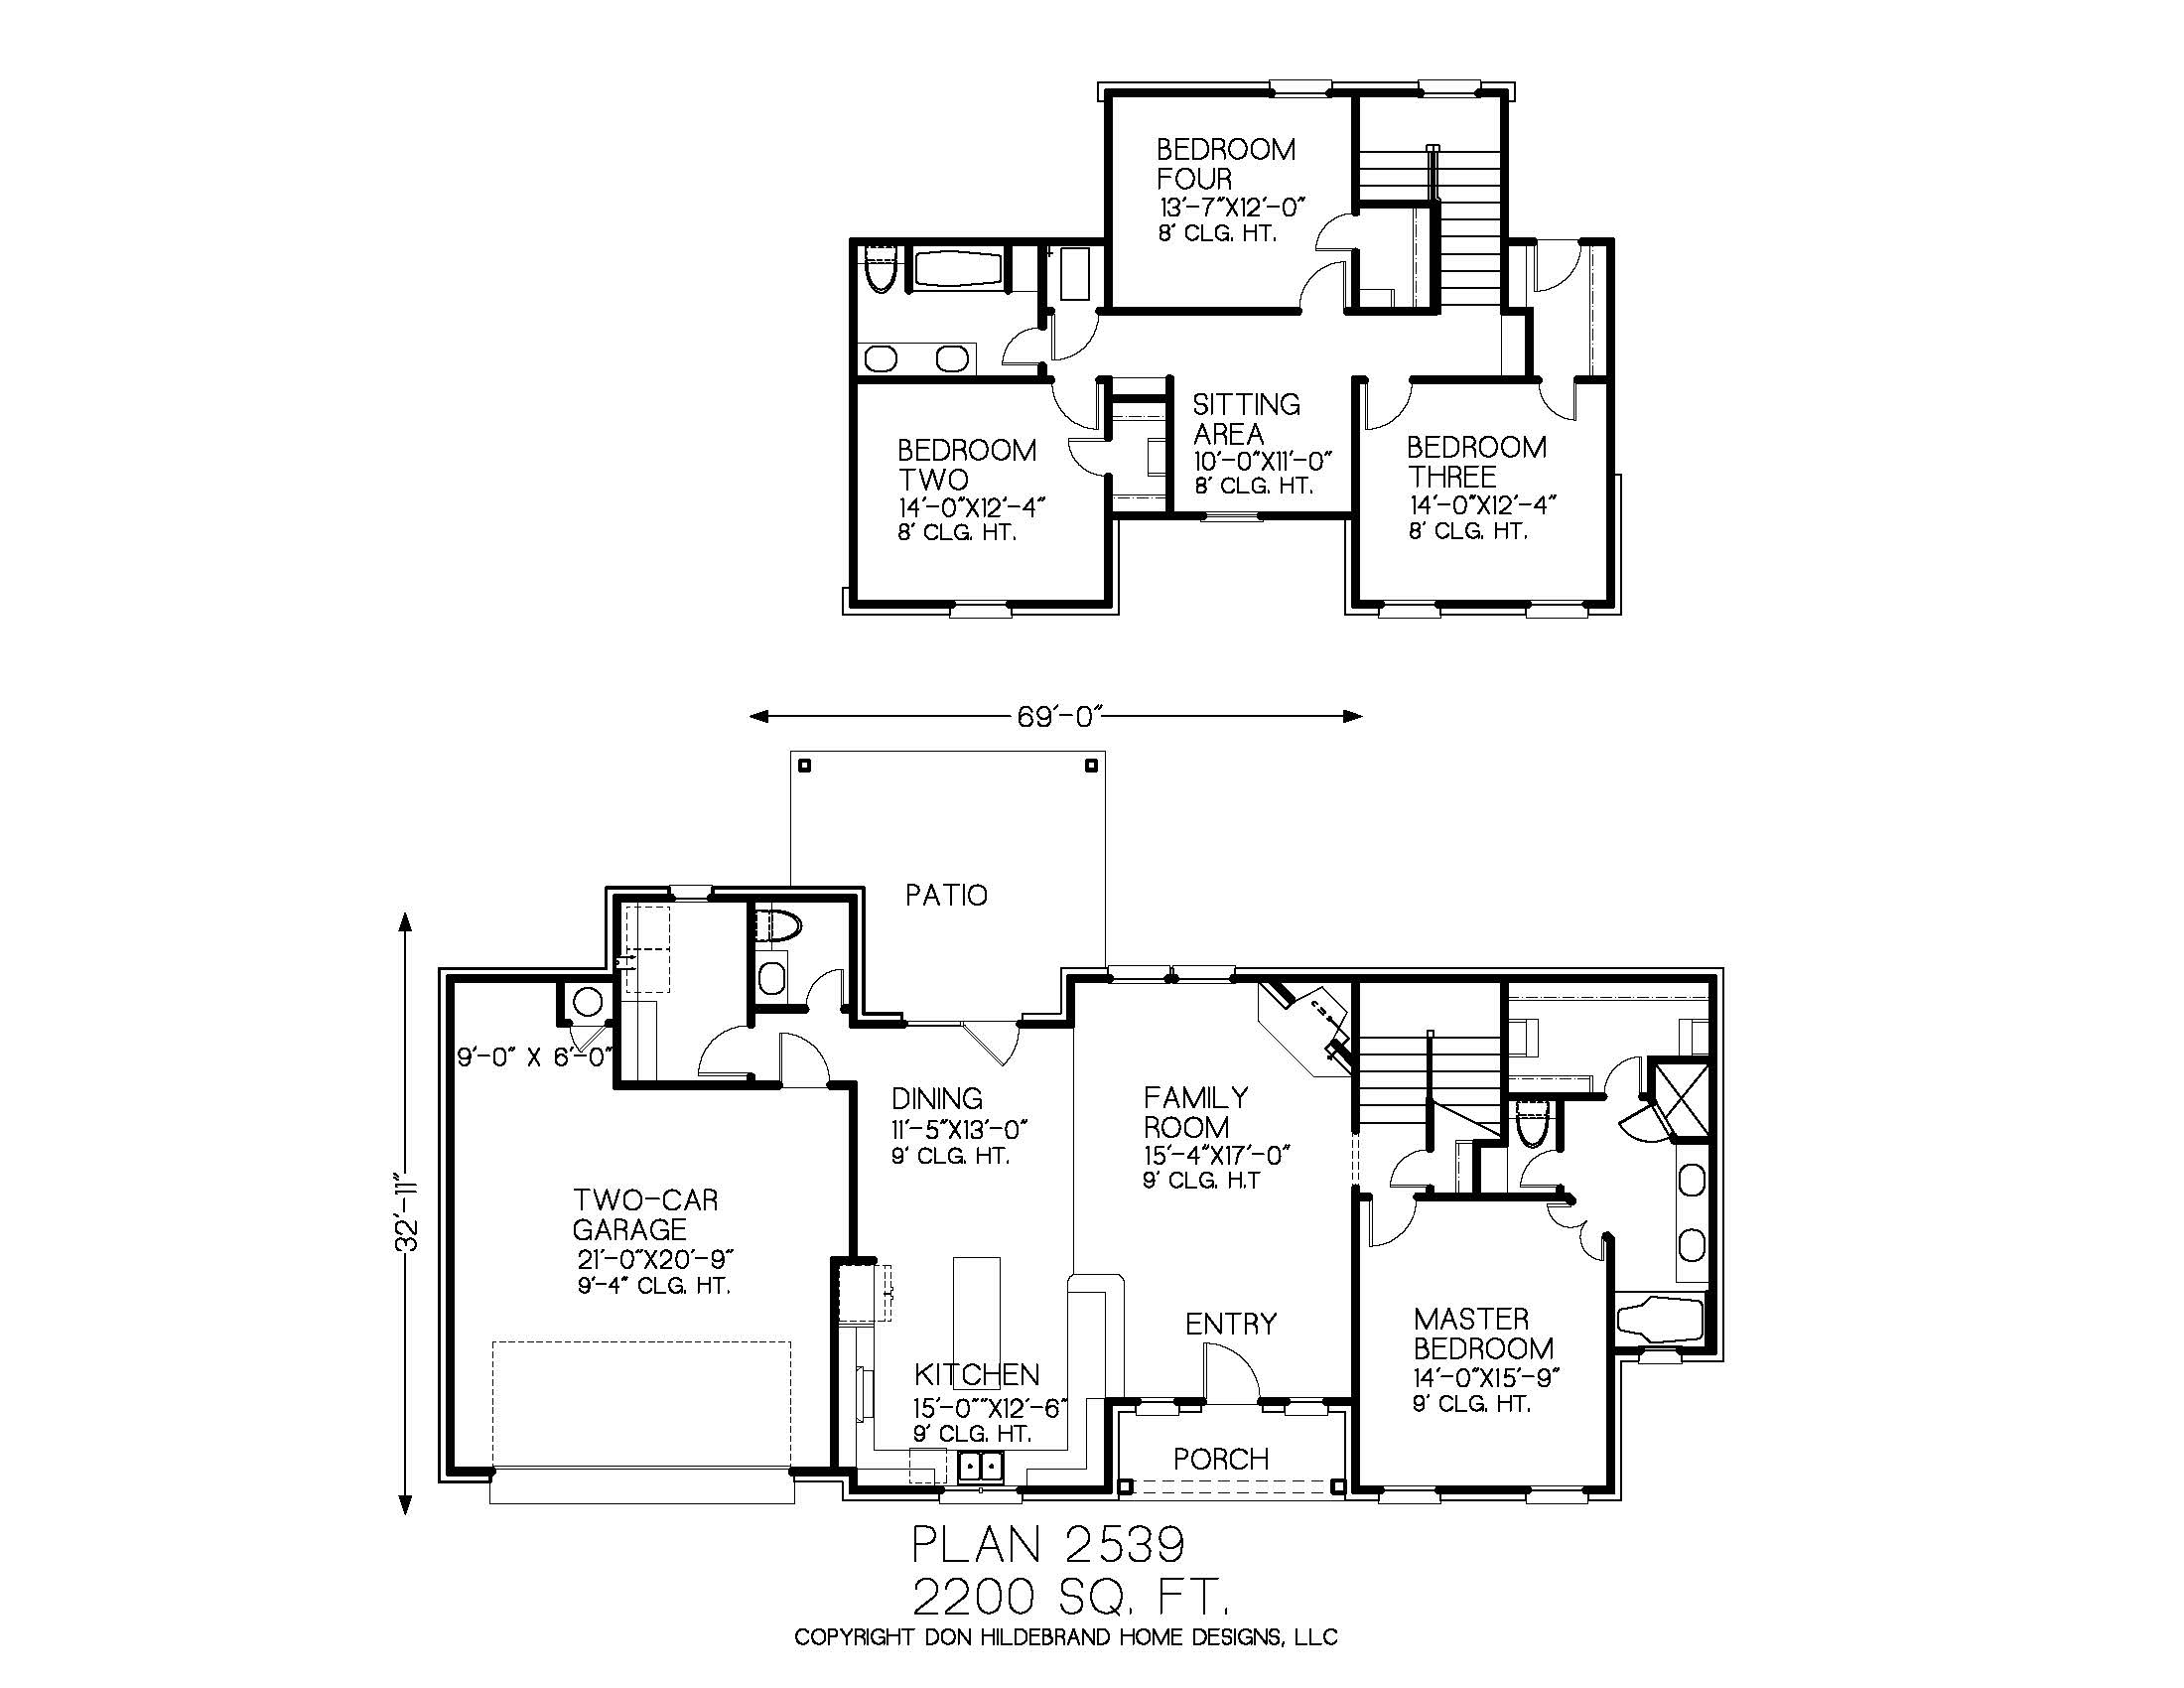 BEDROOM
FOUR
13'-7"X12'-0"
8' CLG. HT.
SITTING
AREA
10'-0"X11'-0"
8' CLG. HT.
BEDROOM
TWO
14'-0"X12'-4"
8' CLG. HT.
BEDROOM
THREE
14'-0"X12'-4"
8' CLG. HT.
69'-0"
PATIO
9'-0" X 6'-0"
DINING
11'-5"X13'-0"
9' CLG. HT.
FAMILY
ROOM
15'-4"X17'-0"
9' CLG. H.T
32'-11"
TWO-CAR
GARAGE
21'-0"X20'-9"
9'-4" CLG. HT.
ENTRY
MASTER
BEDROOM
14'-0"X15'-9"
9' CLG. HT.
KITCHEN
15'-0""X12'-6"
9' CLG. HT.
PORCH
PLAN 2539
2200 SQ. FT.
COPYRIGHT DON HILDEBRAND HOME DESIGNS, LLC